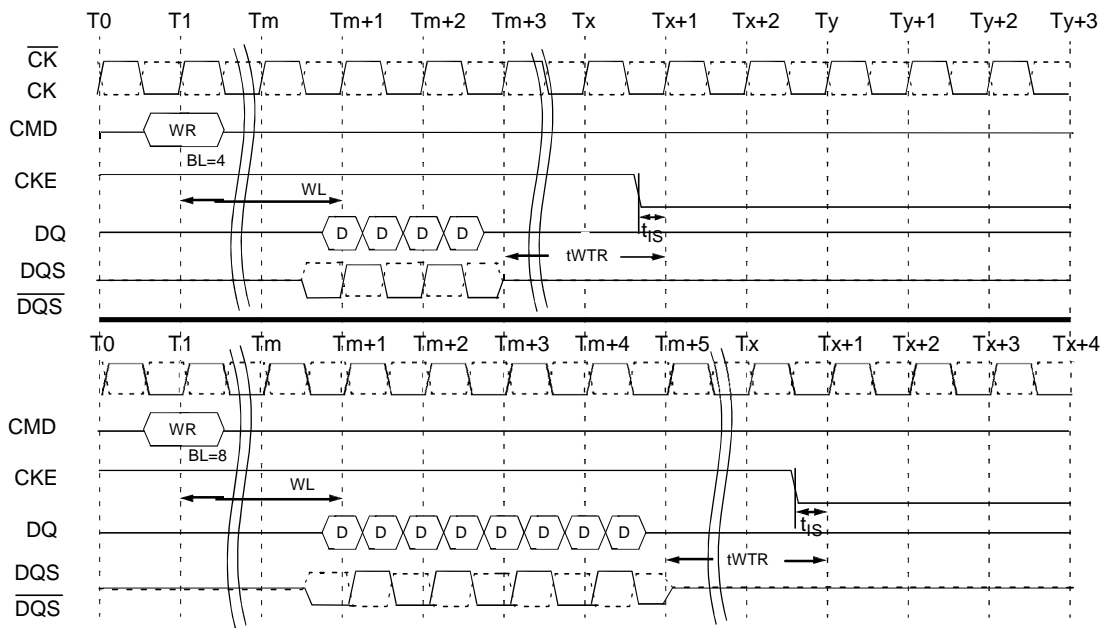 T0 T1 Tm Tm+1 Tm+2 Tm+3 Tx Tx+1 Tx+2 Ty Ty+1 Ty+2 Ty+3
CK
CK
CMD WR
BL=4
CKE
WL
tIS
DQ D D D D
tWTR
DQS
DQS
T0 T1 Tm Tm+1 Tm+2 Tm+3 Tm+4 Tm+5 Tx Tx+1 Tx+2 Tx+3 Tx+4
CMD WR
BL=8
CKE
WL
tIS
DQ D D D D D D D D
tWTR
DQS
DQS